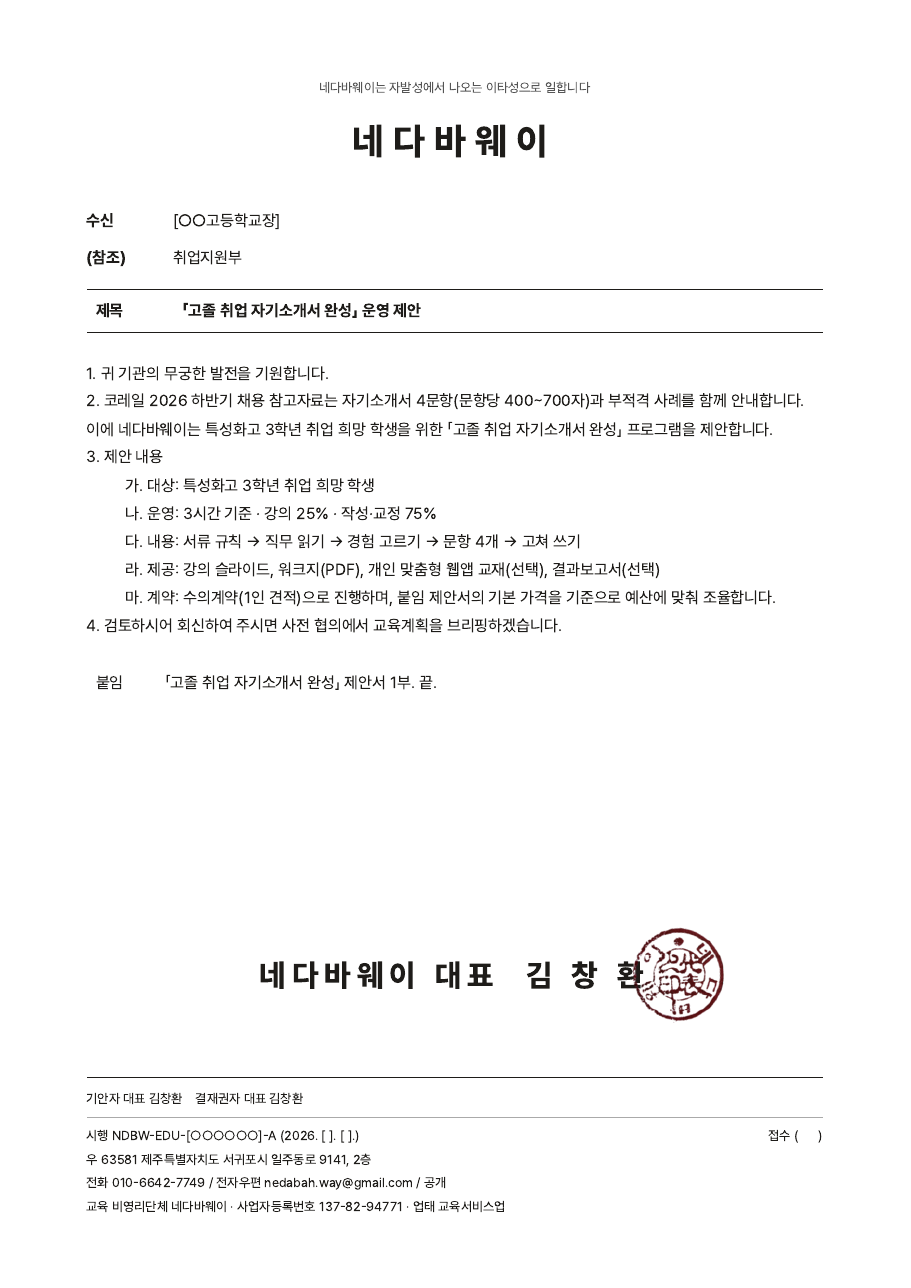 네다바웨이는 자발성에서 나오는 이타성으로 일합니다
네다바웨이
수신 [○○고등학교장]
(참조) 취업지원부
제목 「고졸 취업 자기소개서 완성」 운영 제안
1. 귀 기관의 무궁한 발전을 기원합니다.
2. 코레일 2026 하반기 채용 참고자료는 자기소개서 4문항(문항당 400~700자)과 부적격 사례를 함께 안내합니다.
이에 네다바웨이는 특성화고 3학년 취업 희망 학생을 위한 「고졸 취업 자기소개서 완성」 프로그램을 제안합니다.
3. 제안 내용
가. 대상: 특성화고 3학년 취업 희망 학생
나. 운영: 3시간 기준 · 강의 25% · 작성·교정 75%
다. 내용: 서류 규칙 → 직무 읽기 → 경험 고르기 → 문항 4개 → 고쳐 쓰기
라. 제공: 강의 슬라이드, 워크지(PDF), 개인 맞춤형 웹앱 교재(선택), 결과보고서(선택)
마. 계약: 수의계약(1인 견적)으로 진행하며, 붙임 제안서의 기본 가격을 기준으로 예산에 맞춰 조율합니다.
4. 검토하시어 회신하여 주시면 사전 협의에서 교육계획을 브리핑하겠습니다.
붙임 「고졸 취업 자기소개서 완성」 제안서 1부. 끝.
네다바웨이 대표 김 창 환
기안자 대표 김창환 결재권자 대표 김창환
시행 NDBW-EDU-[○○○○○○]-A (2026. [ ]. [ ].) 접수 ( )
우 63581 제주특별자치도 서귀포시 일주동로 9141, 2층
전화 010-6642-7749 / 전자우편 nedabah.way@gmail.com / 공개
교육 비영리단체 네다바웨이 · 사업자등록번호 137-82-94771 · 업태 교육서비스업